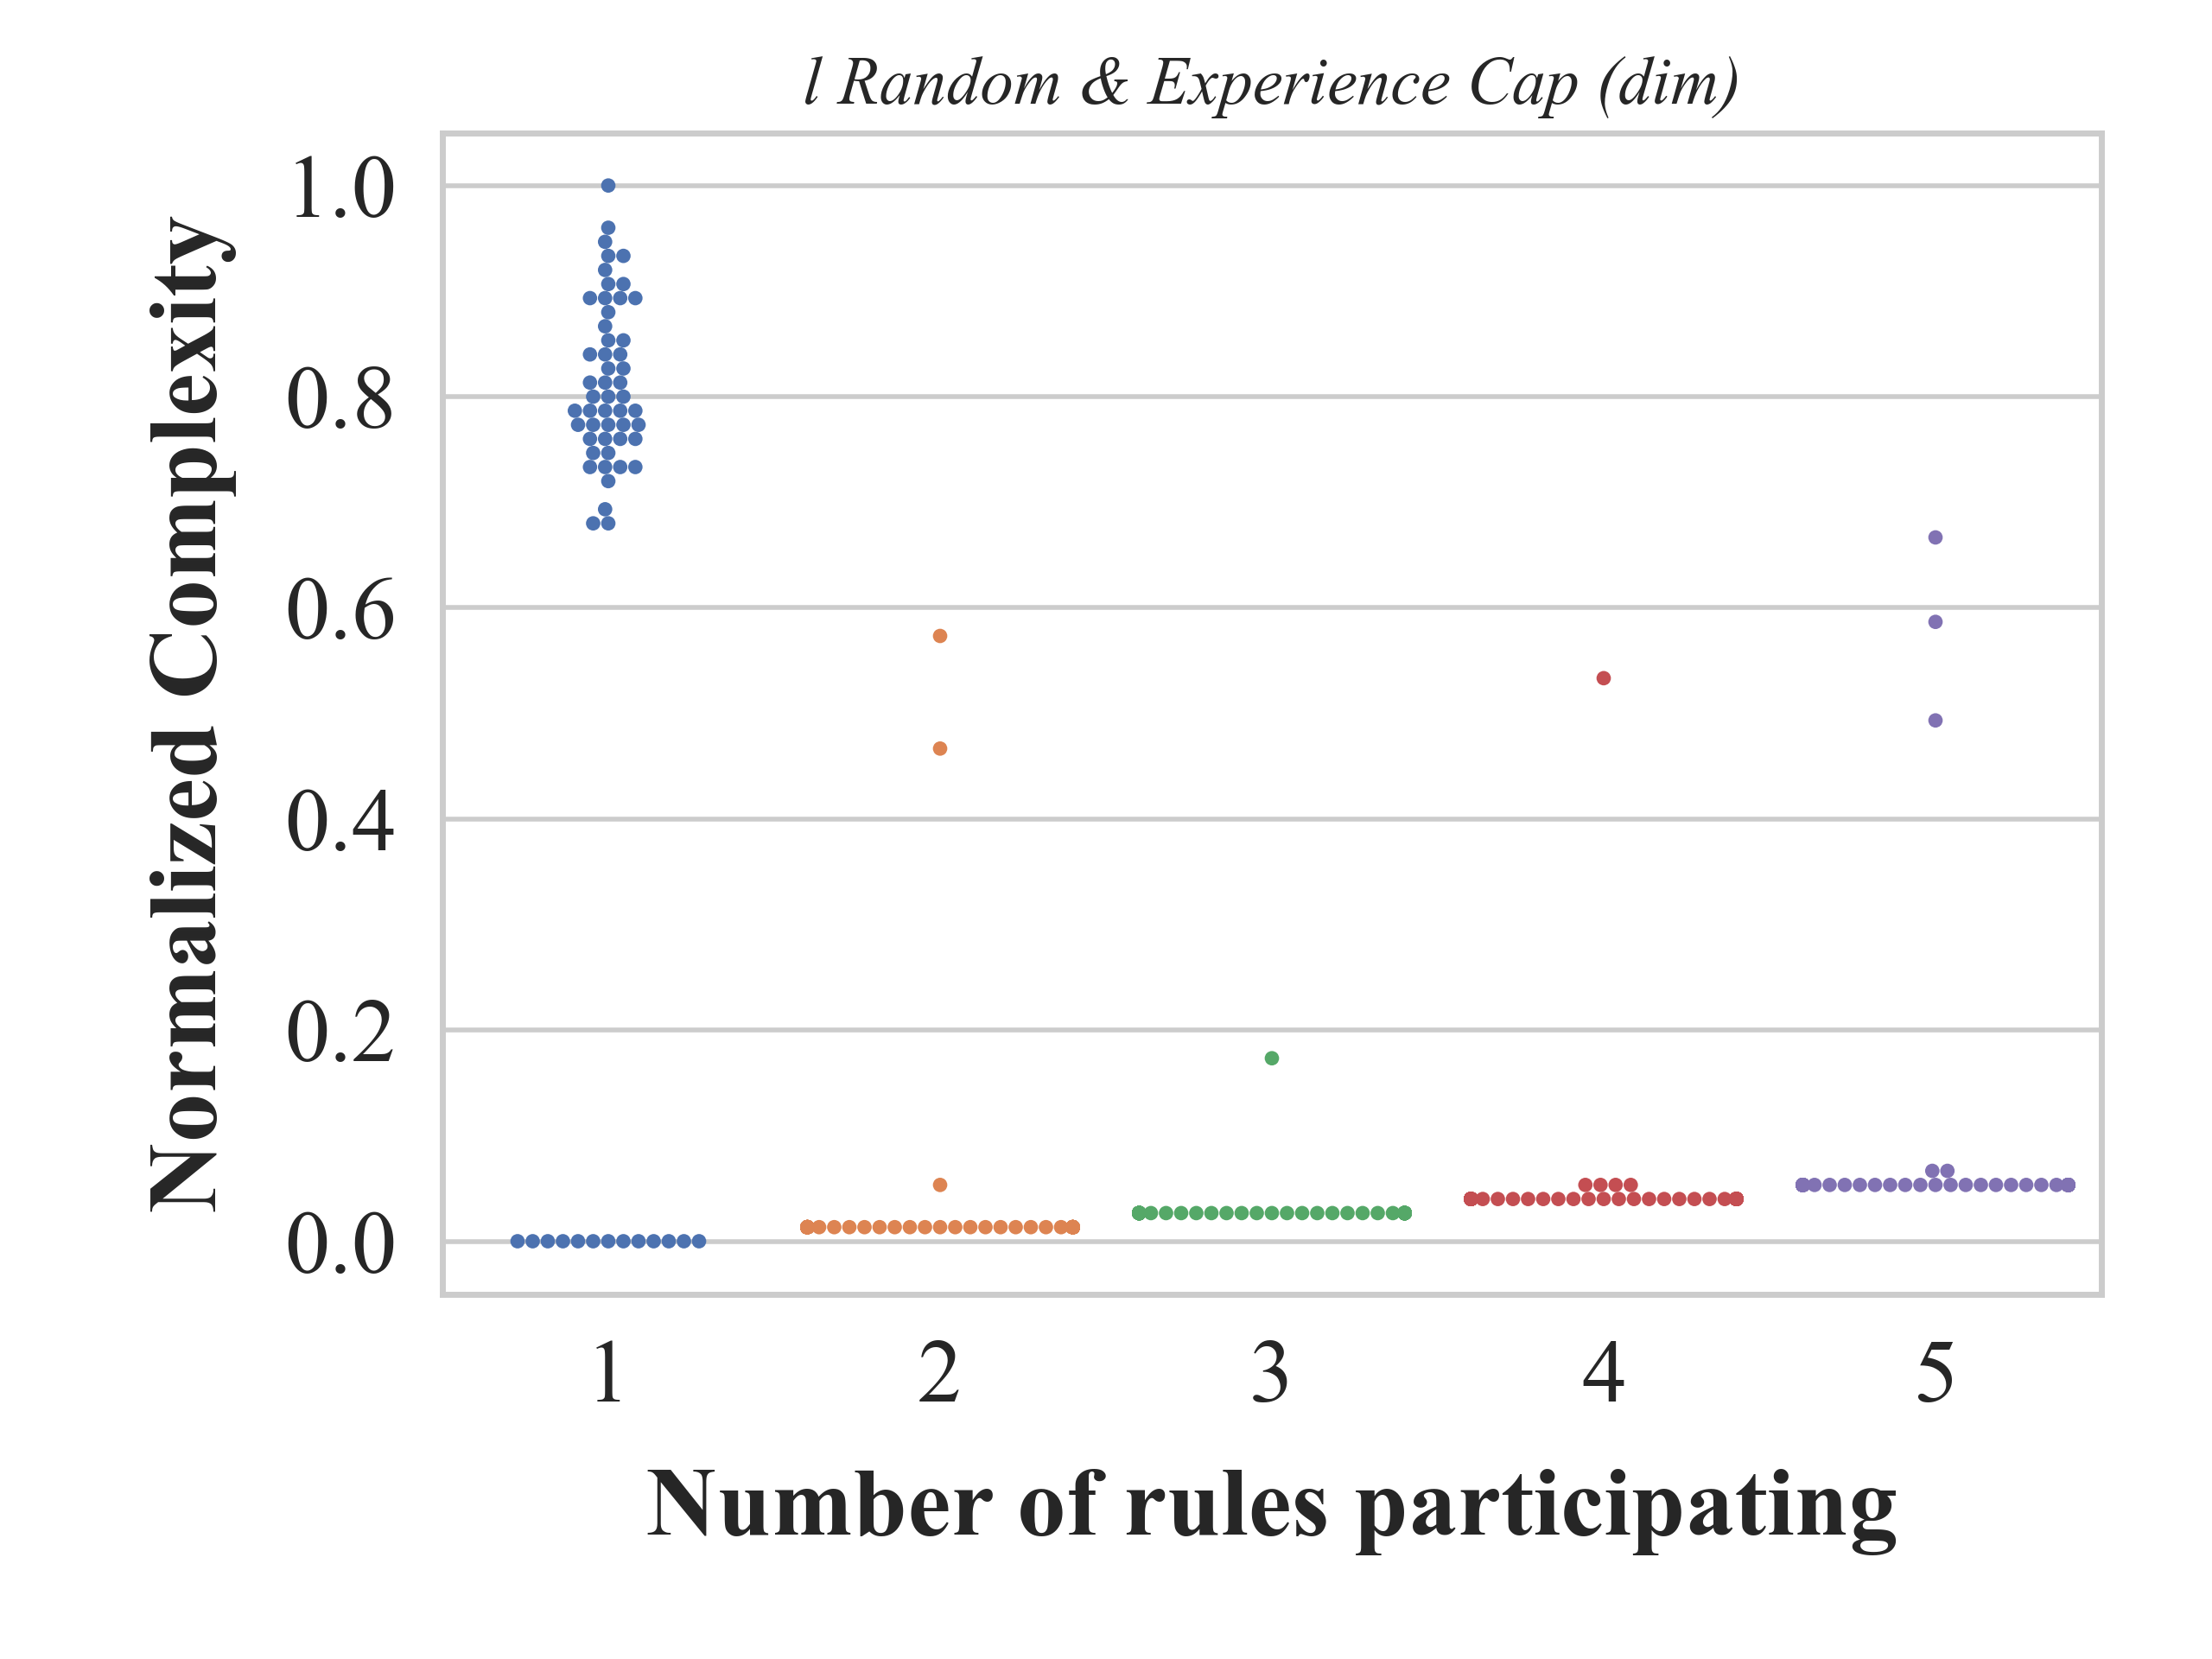 l Random & Experience Cap (dim)
Normalized Complexity
1.0
0.8
0.6
0.4
0.2
0.0
1 2 3 4 5
Number of rules participating